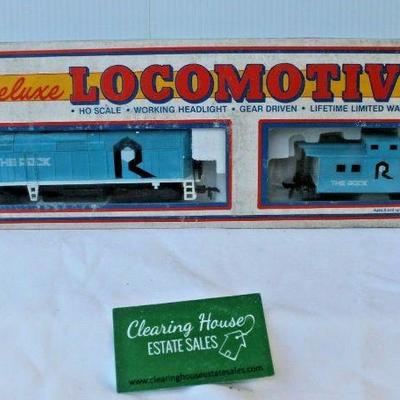 eluxe LOCOMOTIV
• HO SCALE • WORKING HEADLIGHT • GEAR DRIVEN • LIFETIME LIMITED WA
THE ROCK R
THE ROCK R
Clearing House
ESTATE SALES
www.clearinghouseestatesales.com